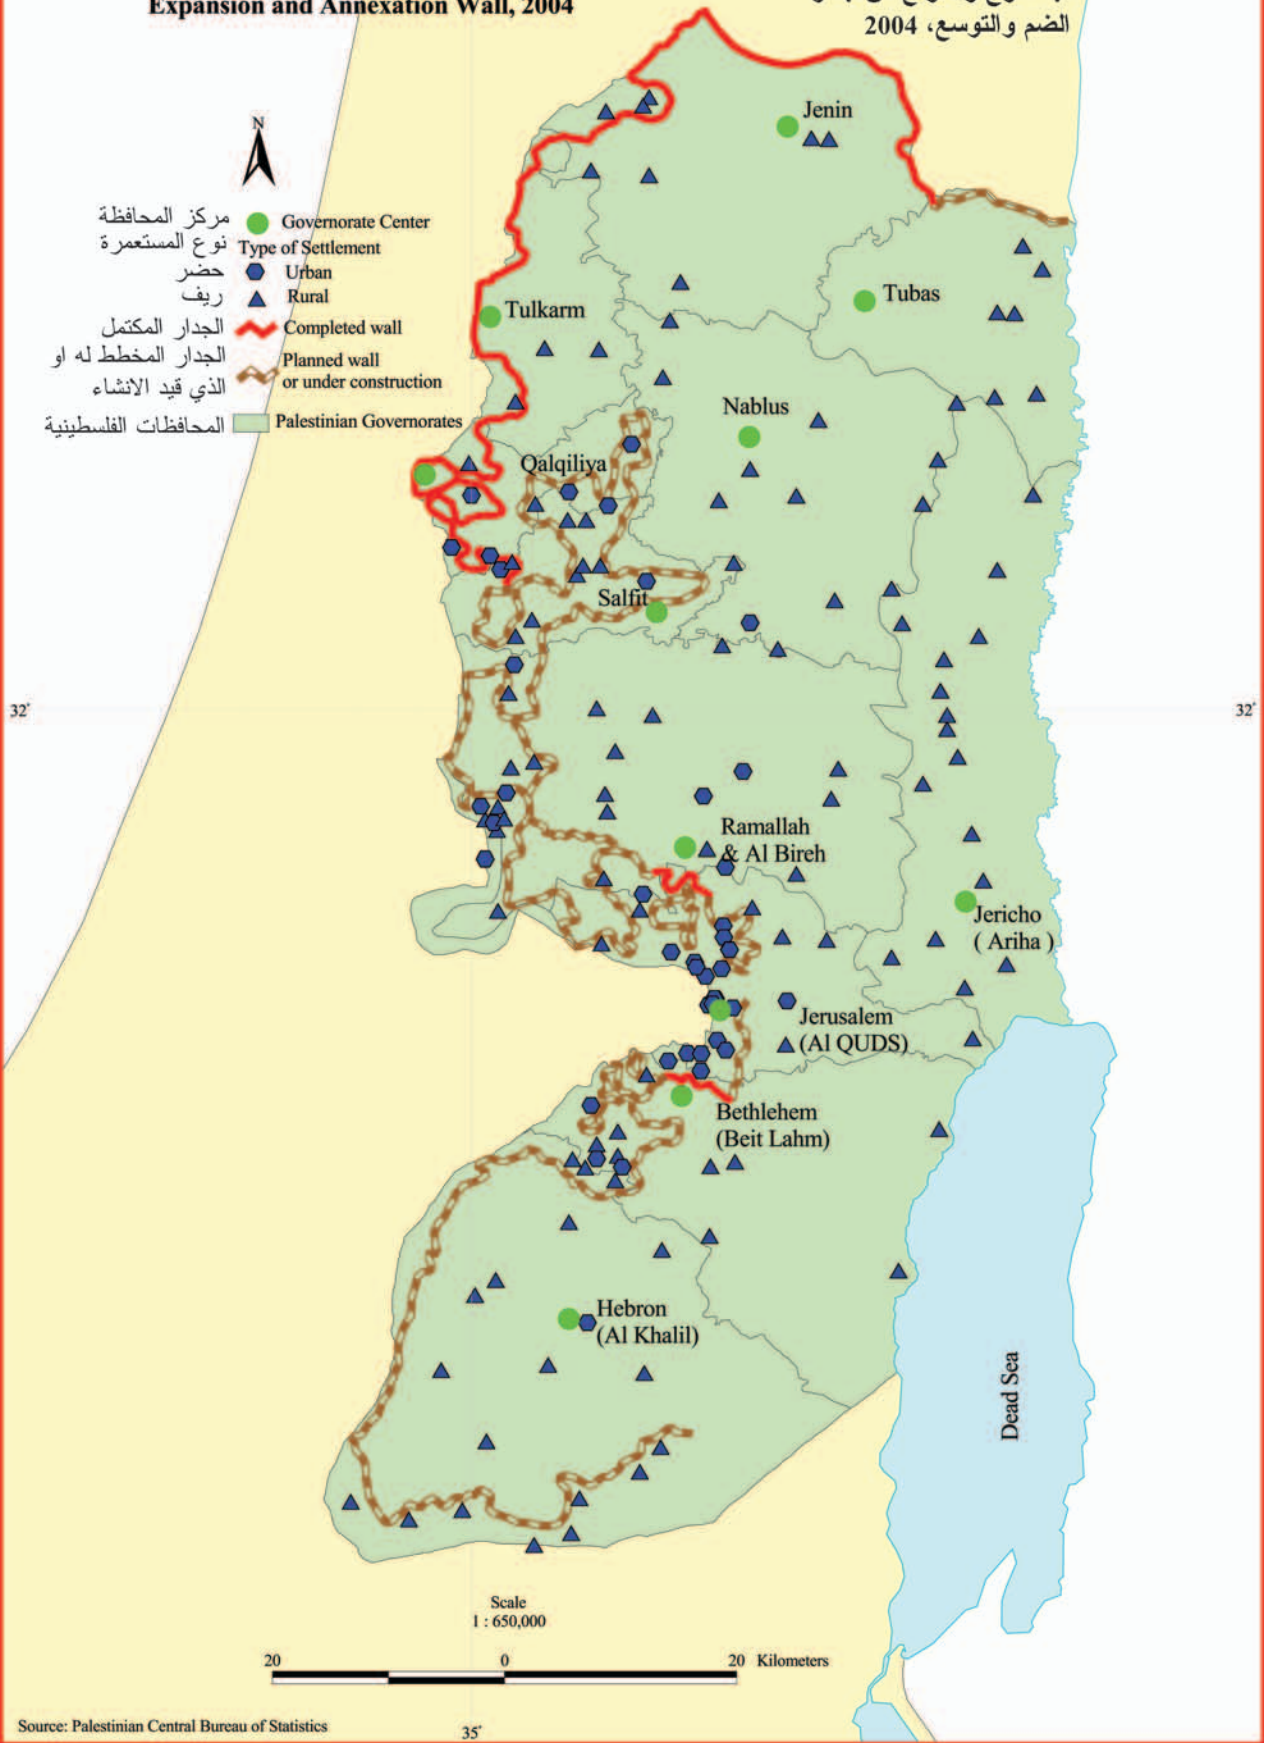 Expansion and Annexation Wall, 2004
الضم والتوسع، 2004
N
مركز المحافظة
Governorate Center
نوع المستعمرة
Type of Settlement
حضر
Urban
ريف
Rural
الجدار المكتمل
Completed wall
الجدار المخطط له او
الذي قيد الانشاء
Planned wall
or under construction
المحافظات الفلسطينية
Palestinian Governorates
Jenin
Tubas
Tulkarm
Nablus
Qalqiliya
Salfit
32°
32°
Ramallah
& Al Bireh
Jericho
( Ariha )
Jerusalem
(Al QUDS)
Bethlehem
(Beit Lahm)
Hebron
(Al Khalil)
Dead Sea
Scale
1 : 650,000
20 0 20 Kilometers
Source: Palestinian Central Bureau of Statistics
35°